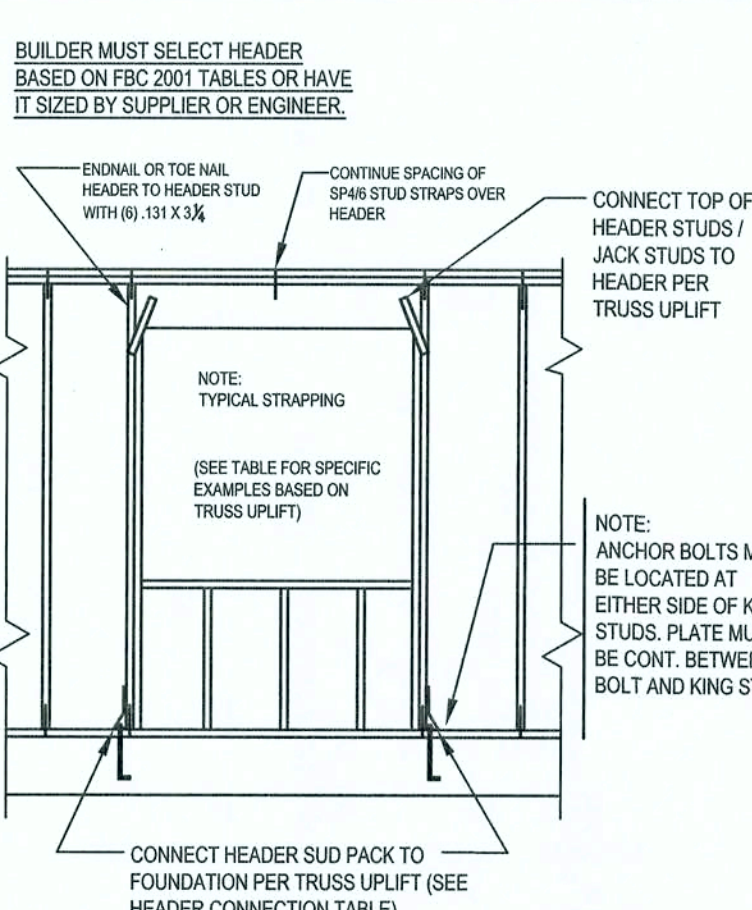 BUILDER MUST SELECT HEADER
BASED ON FBC 2001 TABLES OR HAVE
IT SIZED BY SUPPLIER OR ENGINEER.
ENDNAIL OR TOE NAIL
HEADER TO HEADER STUD
WITH (6) .131 X 3¼
CONTINUE SPACING OF
SP4/6 STUD STRAPS OVER
HEADER
CONNECT TOP OF
HEADER STUDS /
JACK STUDS TO
HEADER PER
TRUSS UPLIFT
NOTE:
TYPICAL STRAPPING
(SEE TABLE FOR SPECIFIC
EXAMPLES BASED ON
TRUSS UPLIFT)
NOTE:
ANCHOR BOLTS
BE LOCATED AT
EITHER SIDE OF
STUDS. PLATE
BE CONT.
BOLT AND KING
CONNECT HEADER SUD PACK TO
FOUNDATION PER TRUSS UPLIFT (SEE
HEADER CONNECTION TABLE)